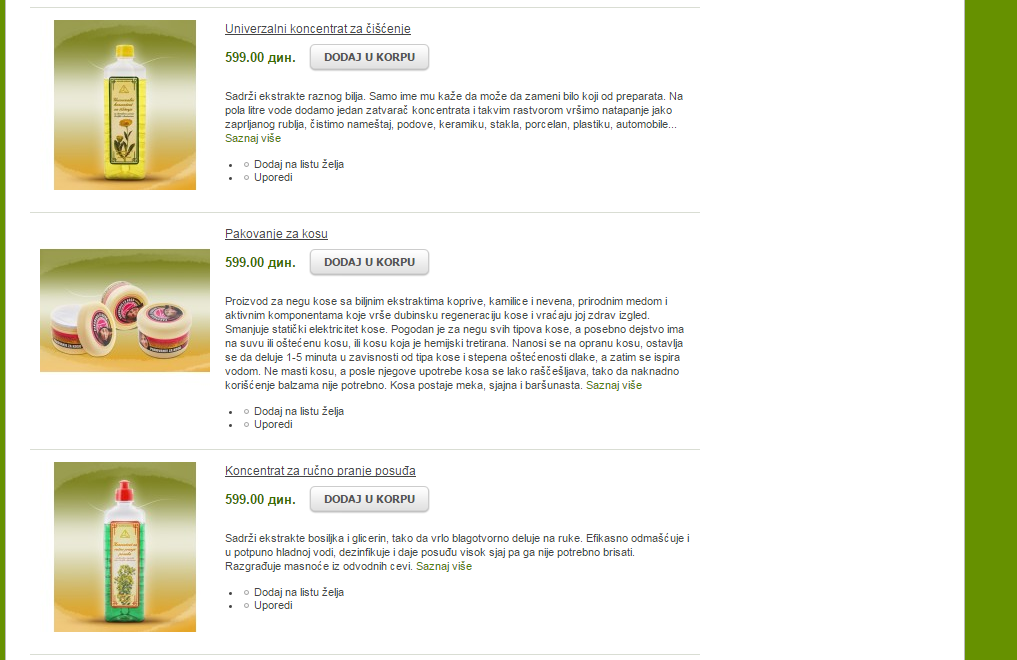 Univerzalni koncentrat za čišćenje
599.00 дин. DODAJ U KORPU
Sadrži ekstrakte raznog bilja. Samo ime mu kaže da može da zameni bilo koji od preparata. Na
pola litre vode dodamo jedan zatvarač koncentrata i takvim rastvorom vršimo natapanje jako
zaprljanog rublja, čistimo nameštaj, podove, keramiku, stakla, porcelan, plastiku, automobile...
Saznaj više
Dodaj na listu želja
Uporedi
Pakovanje za kosu
599.00 дин. DODAJ U KORPU
Proizvod za negu kose sa biljnim ekstraktima koprive, kamilice i nevena, prirodnim medom i
aktivnim komponentama koje vrše dubinsku regeneraciju kose i vraćaju joj zdrav izgled.
Smanjuje statički elektricitet kose. Pogodan je za negu svih tipova kose, a posebno dejstvo ima
na suvu ili oštećenu kosu, ili kosu koja je hemijski tretirana. Nanosi se na opranu kosu, ostavlja
se da deluje 1-5 minuta u zavisnosti od tipa kose i stepena oštećenosti dlake, a zatim se ispira
vodom. Ne masti kosu, a posle njegove upotrebe kosa se lako raščešljava, tako da naknadno
korišćenje balzama nije potrebno. Kosa postaje meka, sjajna i baršunasta. Saznaj više
Dodaj na listu želja
Uporedi
Koncentrat za ručno pranje posuđa
599.00 дин. DODAJ U KORPU
Sadrži ekstrakte bosiljka i glicerin, tako da vrlo blagotvorno deluje na ruke. Efikasno odmašćuje i
u potpuno hladnoj vodi, dezinfikuje i daje posuđu visok sjaj pa ga nije potrebno brisati.
Razgrađuje masnoće iz odvodnih cevi. Saznaj više
Dodaj na listu želja
Uporedi